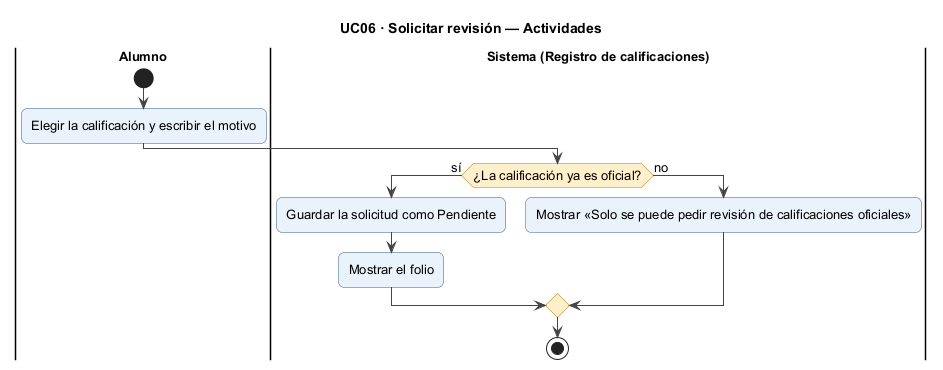 UC06 · Solicitar revisión — Actividades
Alumno
Sistema (Registro de calificaciones)
Elegir la calificación y escribir el motivo
sí
¿La calificación ya es oficial?
no
Guardar la solicitud como Pendiente
Mostrar «Solo se puede pedir revisión de calificaciones oficiales»
Mostrar el folio